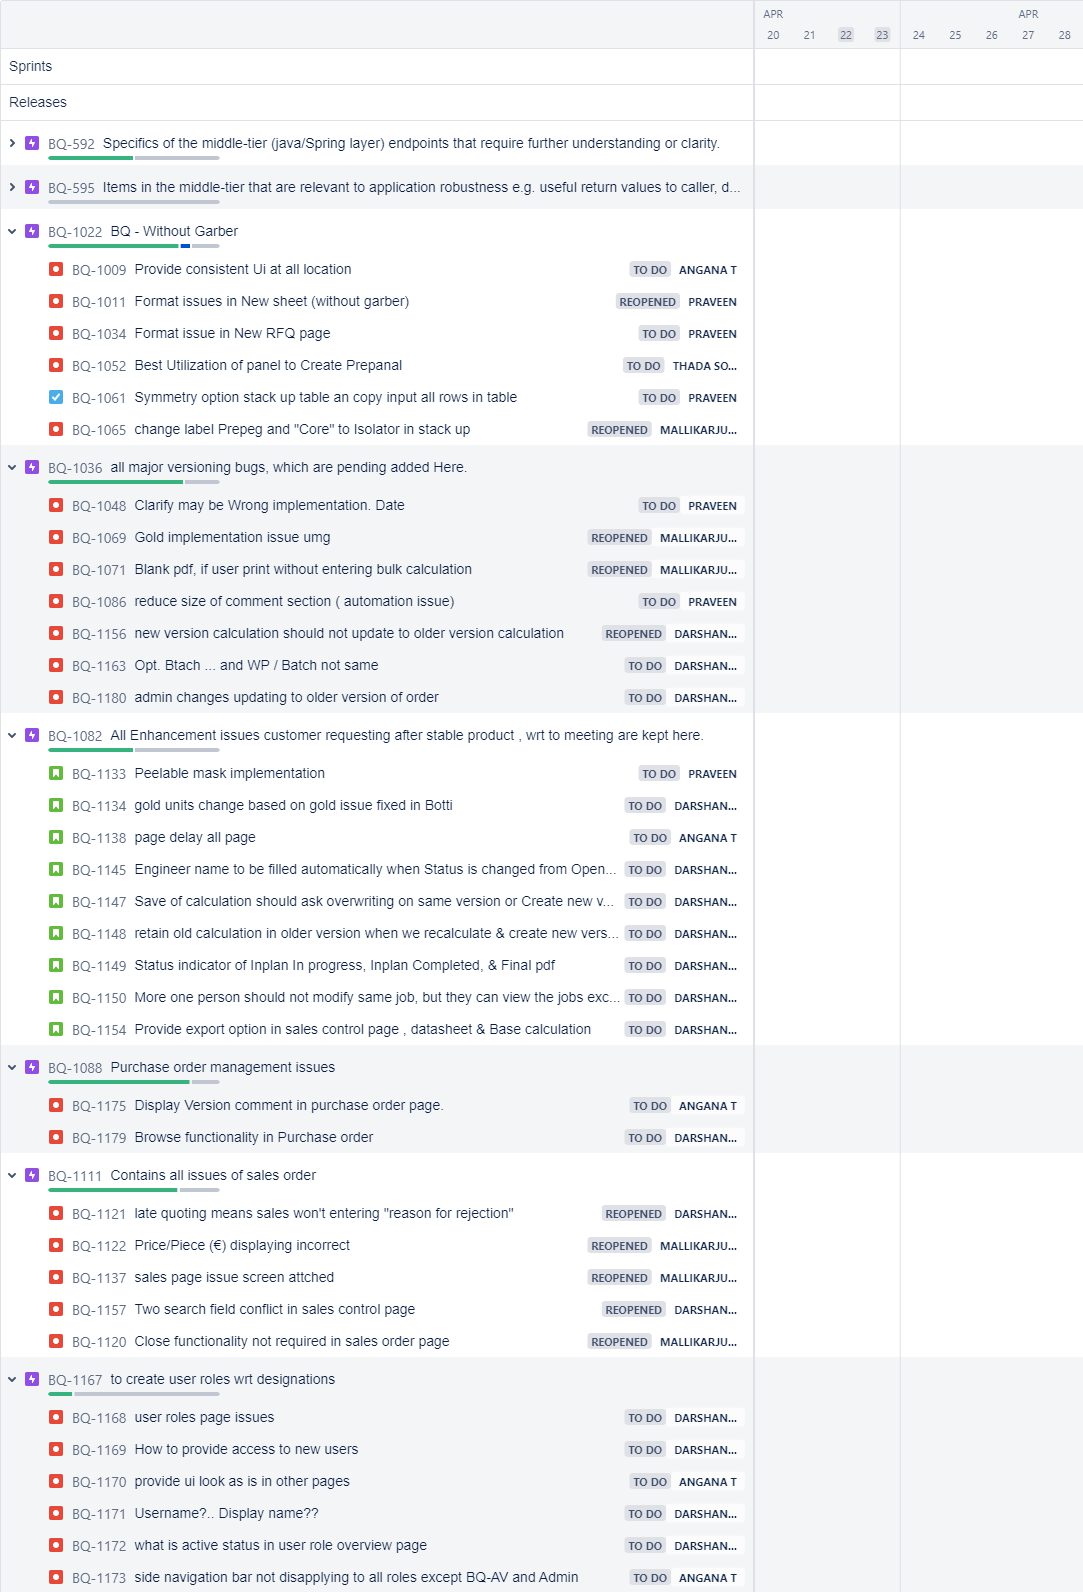 APR APR
20 21 22 23 24 25 26 27 28
Sprints
Releases
BQ-592 Specifics of the middle-tier (java/Spring layer) endpoints that require further understanding or clarity.
BQ-595 Items in the middle-tier that are relevant to application robustness e.g. useful return values to caller, d...
BQ-1022 BQ - Without Garber
BQ-1009 Provide consistent Ui at all location TO DO ANGANA T
BQ-1011 Format issues in New sheet (without garber) REOPENED PRAVEEN
BQ-1034 Format issue in New RFQ page TO DO PRAVEEN
BQ-1052 Best Utilization of panel to Create Prepanal TO DO THADA SO...
BQ-1061 Symmetry option stack up table an copy input all rows in table TO DO PRAVEEN
BQ-1065 change label Prepeg and "Core" to Isolator in stack up REOPENED MALLIKARJU...
BQ-1036 all major versioning bugs, which are pending added Here.
BQ-1048 Clarify may be Wrong implementation. Date TO DO PRAVEEN
BQ-1069 Gold implementation issue umg REOPENED MALLIKARJU...
BQ-1071 Blank pdf, if user print without entering bulk calculation REOPENED MALLIKARJU...
BQ-1086 reduce size of comment section ( automation issue) TO DO PRAVEEN
BQ-1156 new version calculation should not update to older version calculation REOPENED DARSHAN...
BQ-1163 Opt. Btach ... and WP / Batch not same TO DO DARSHAN...
BQ-1180 admin changes updating to older version of order TO DO DARSHAN...
BQ-1082 All Enhancement issues customer requesting after stable product , wrt to meeting are kept here.
BQ-1133 Peelable mask implementation TO DO PRAVEEN
BQ-1134 gold units change based on gold issue fixed in Botti TO DO DARSHAN...
BQ-1138 page delay all page TO DO ANGANA T
BQ-1145 Engineer name to be filled automatically when Status is changed from Open... TO DO DARSHAN...
BQ-1147 Save of calculation should ask overwriting on same version or Create new v... TO DO DARSHAN...
BQ-1148 retain old calculation in older version when we recalculate & create new vers... TO DO DARSHAN...
BQ-1149 Status indicator of Inplan In progress, Inplan Completed, & Final pdf TO DO DARSHAN...
BQ-1150 More one person should not modify same job, but they can view the jobs exc... TO DO DARSHAN...
BQ-1154 Provide export option in sales control page , datasheet & Base calculation TO DO DARSHAN...
BQ-1088 Purchase order management issues
BQ-1175 Display Version comment in purchase order page. TO DO ANGANA T
BQ-1179 Browse functionality in Purchase order TO DO DARSHAN...
BQ-1111 Contains all issues of sales order
BQ-1121 late quoting means sales won't entering "reason for rejection" REOPENED DARSHAN...
BQ-1122 Price/Piece (€) displaying incorrect REOPENED MALLIKARJU...
BQ-1137 sales page issue screen attched REOPENED MALLIKARJU...
BQ-1157 Two search field conflict in sales control page REOPENED DARSHAN...
BQ-1120 Close functionality not required in sales order page REOPENED MALLIKARJU...
BQ-1167 to create user roles wrt designations
BQ-1168 user roles page issues TO DO DARSHAN...
BQ-1169 How to provide access to new users TO DO DARSHAN...
BQ-1170 provide ui look as is in other pages TO DO ANGANA T
BQ-1171 Username?.. Display name?? TO DO DARSHAN...
BQ-1172 what is active status in user role overview page TO DO DARSHAN...
BQ-1173 side navigation bar not disapplying to all roles except BQ-AV and Admin TO DO ANGANA T